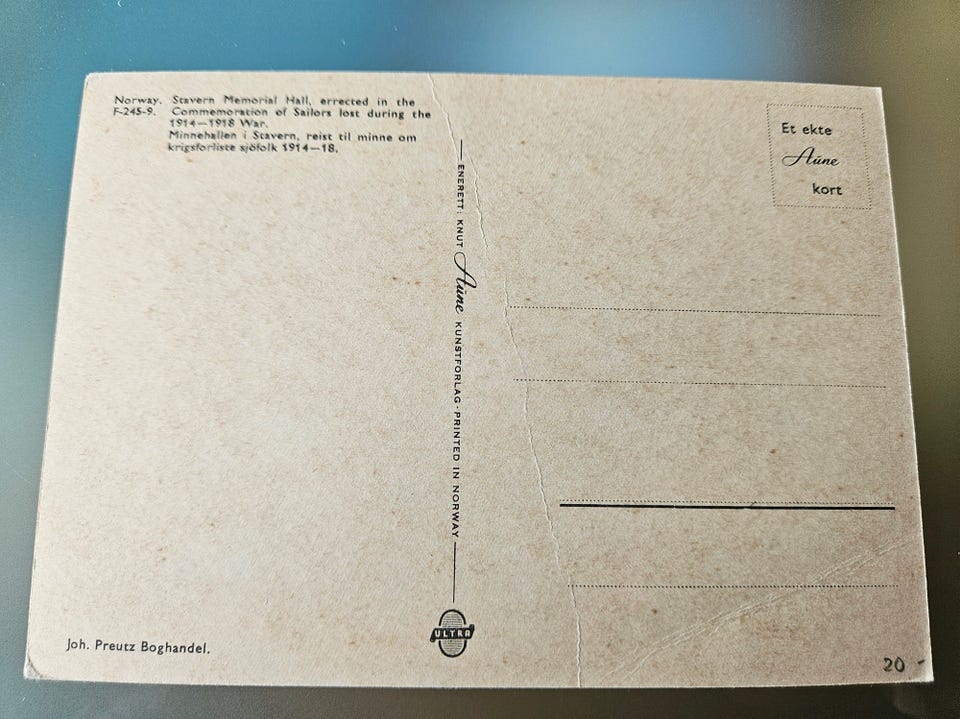 Norway. Stavern Memorial Hall, errected in the
F-245-9. Commemoration of Sailors lost during the
1914—1918 War.
Minnehallen i Stavern, reist til minne om
krigsforliste sjöfolk 1914—18.
Et ekte
Aüne
kort
ENERETT: KNUT Aüne KUNSTFORLAG · PRINTED IN NORWAY
ULTRA
Joh. Preutz Boghandel.
20 -